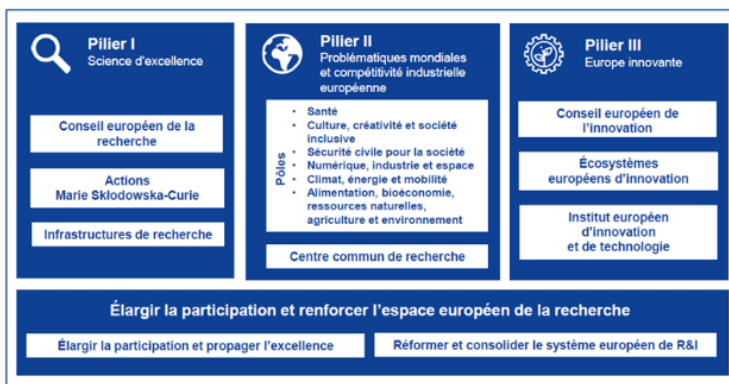 Pilier I
Science d'excellence
Conseil européen de la
recherche
Actions
Marie Skłodowska-Curie
Infrastructures de recherche
Pilier II
Problématiques mondiales
et compétitivité industrielle
européenne
Pôles
• Santé
• Culture, créativité et société
inclusive
• Sécurité civile pour la société
• Numérique, industrie et espace
• Climat, énergie et mobilité
• Alimentation, bioéconomie,
ressources naturelles,
agriculture et environnement
Centre commun de recherche
Pilier III
Europe innovante
Conseil européen de
l'innovation
Écosystèmes
européens d'innovation
Institut européen
d'innovation
et de technologie
Élargir la participation et renforcer l'espace européen de la recherche
Élargir la participation et propager l'excellence
Réformer et consolider le système européen de R&I